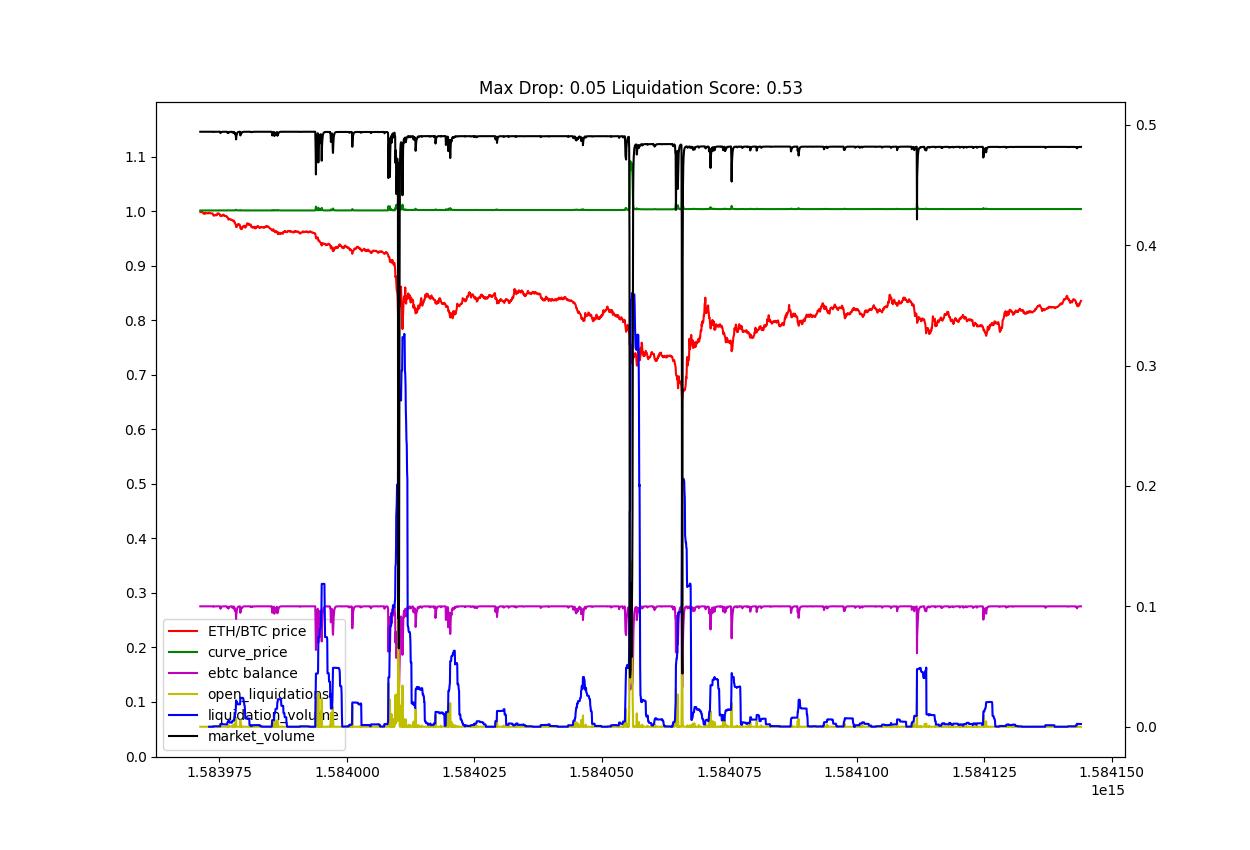 Max Drop: 0.05 Liquidation Score: 0.53
1.1
1.0
0.9
0.8
0.7
0.6
0.5
0.4
0.3
0.2
0.1
0.0
0.5
0.4
0.3
0.2
0.1
0.0
ETH/BTC price
curve_price
ebtc balance
open_liquidations
liquidation_volume
market_volume
1.583975 1.584000 1.584025 1.584050 1.584075 1.584100 1.584125 1.584150
1e15